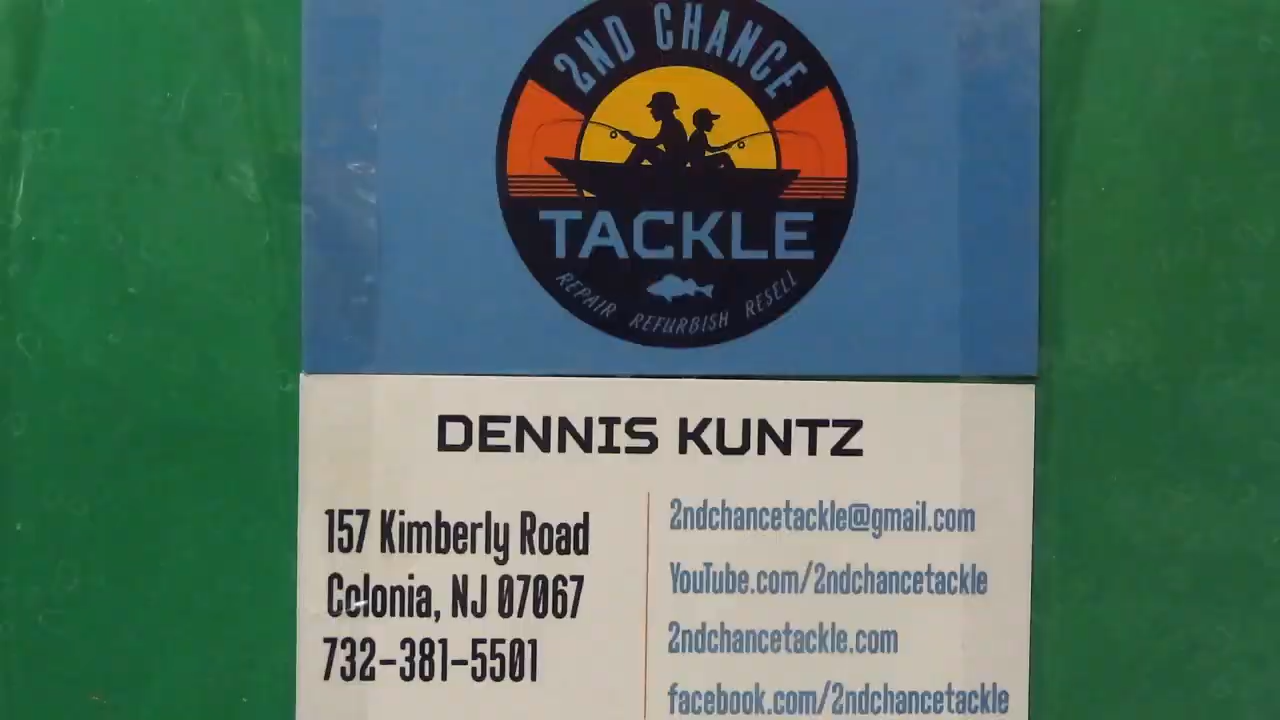 2ND CHANCE
TACKLE
REPAIR REFURBISH RESELL
DENNIS KUNTZ
157 Kimberly Road
Colonia, NJ 07067
732-381-5501
2ndchancetackle@gmail.com
YouTube.com/2ndchancetackle
2ndchancetackle.com
facebook.com/2ndchancetackle